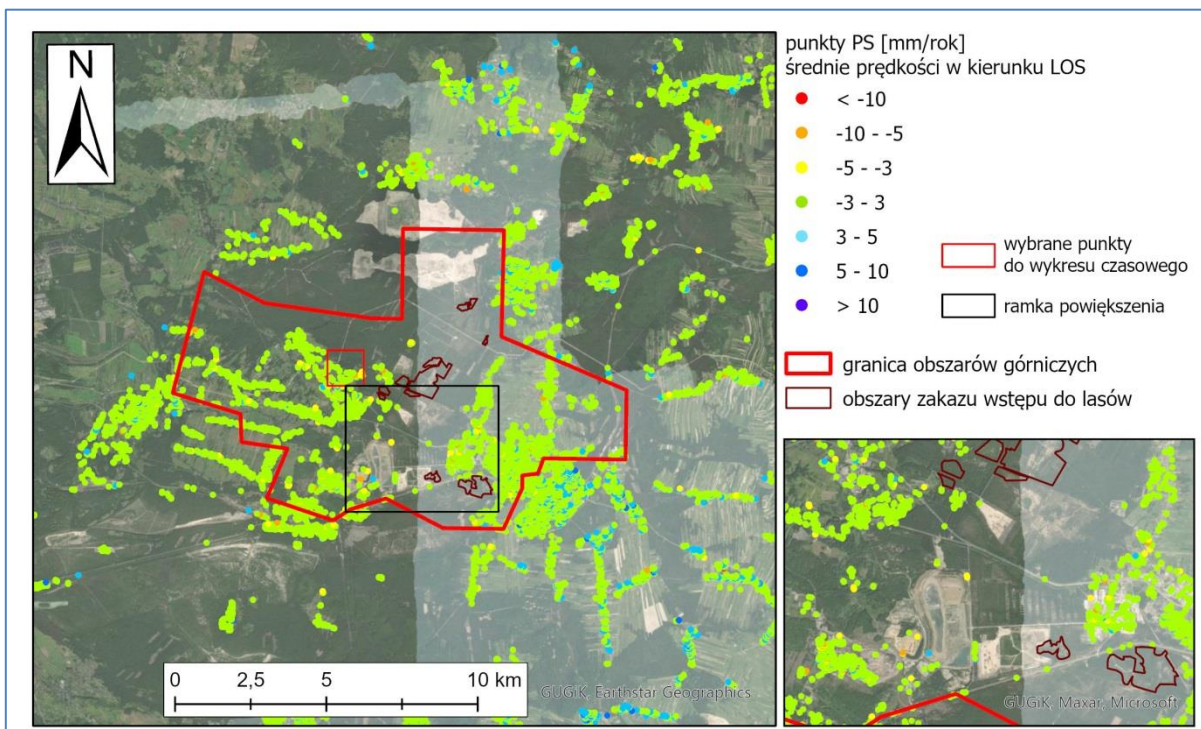 N
punkty PS [mm/rok]
średnie prędkości w kierunku LOS
< -10
-10 - -5
-5 - -3
-3 - 3
3 - 5
5 - 10
> 10
wybrane punkty
do wykresu czasowego
ramka powiększenia
granica obszarów górniczych
obszary zakazu wstępu do lasów
0 2,5 5 10 km
GUGiK, Earthstar Geographics
GUGiK, Maxar, Microsoft